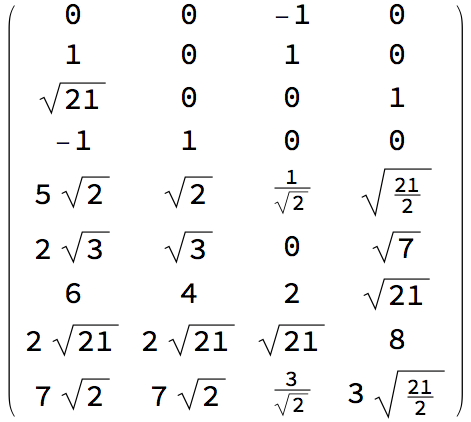 0 0 -1 0
1 0 1 0
√21 0 0 1
-1 1 0 0
5 √2 √2 1/√2 √(21/2)
2 √3 √3 0 √7
6 4 2 √21
2 √21 2 √21 √21 8
7 √2 7 √2 3/√2 3 √(21/2)